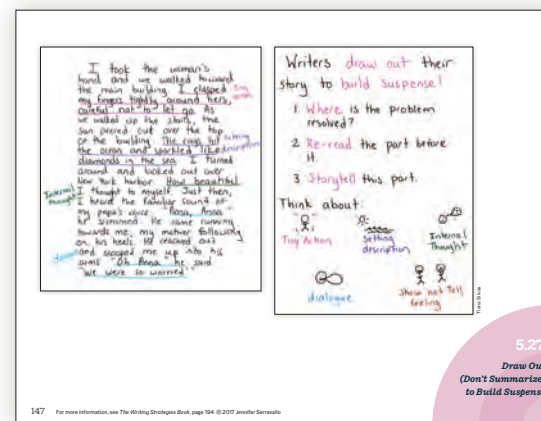 I took the woman's
hand and we walked toward
the main building. I clasped
my fingers tightly around hers,
careful not to let go. As
we walked up the stairs, the
sun peered out over the top
of the building. The rays hit
the ocean and sparkled like
diamonds in the sea. I turned
around and looked out over
New York harbor. How beautiful
I thought to myself. Just then,
I heard the familiar sound of
my papa's voice. "Anna, Anna"
he screamed. He came running
towards me, my mother following
on his heels. He reached out
and scooped me up into his
arms. "Oh Anna" he said
"We were so worried"
Tiny action
setting description
Internal thought
Writers draw out their
story to build suspense!
1. Where is the problem
resolved?
2. Re-read the part before
it.
3. Storytell this part.
Think about:
Tiny Action
setting description
Internal Thought
dialogue
Show not Tell feeling
Tiana Silvas
5.27
Draw Ou
(Don't Summarize
to Build Suspens
147 For more information, see The Writing Strategies Book, page 194. © 2017 Jennifer Serravallo